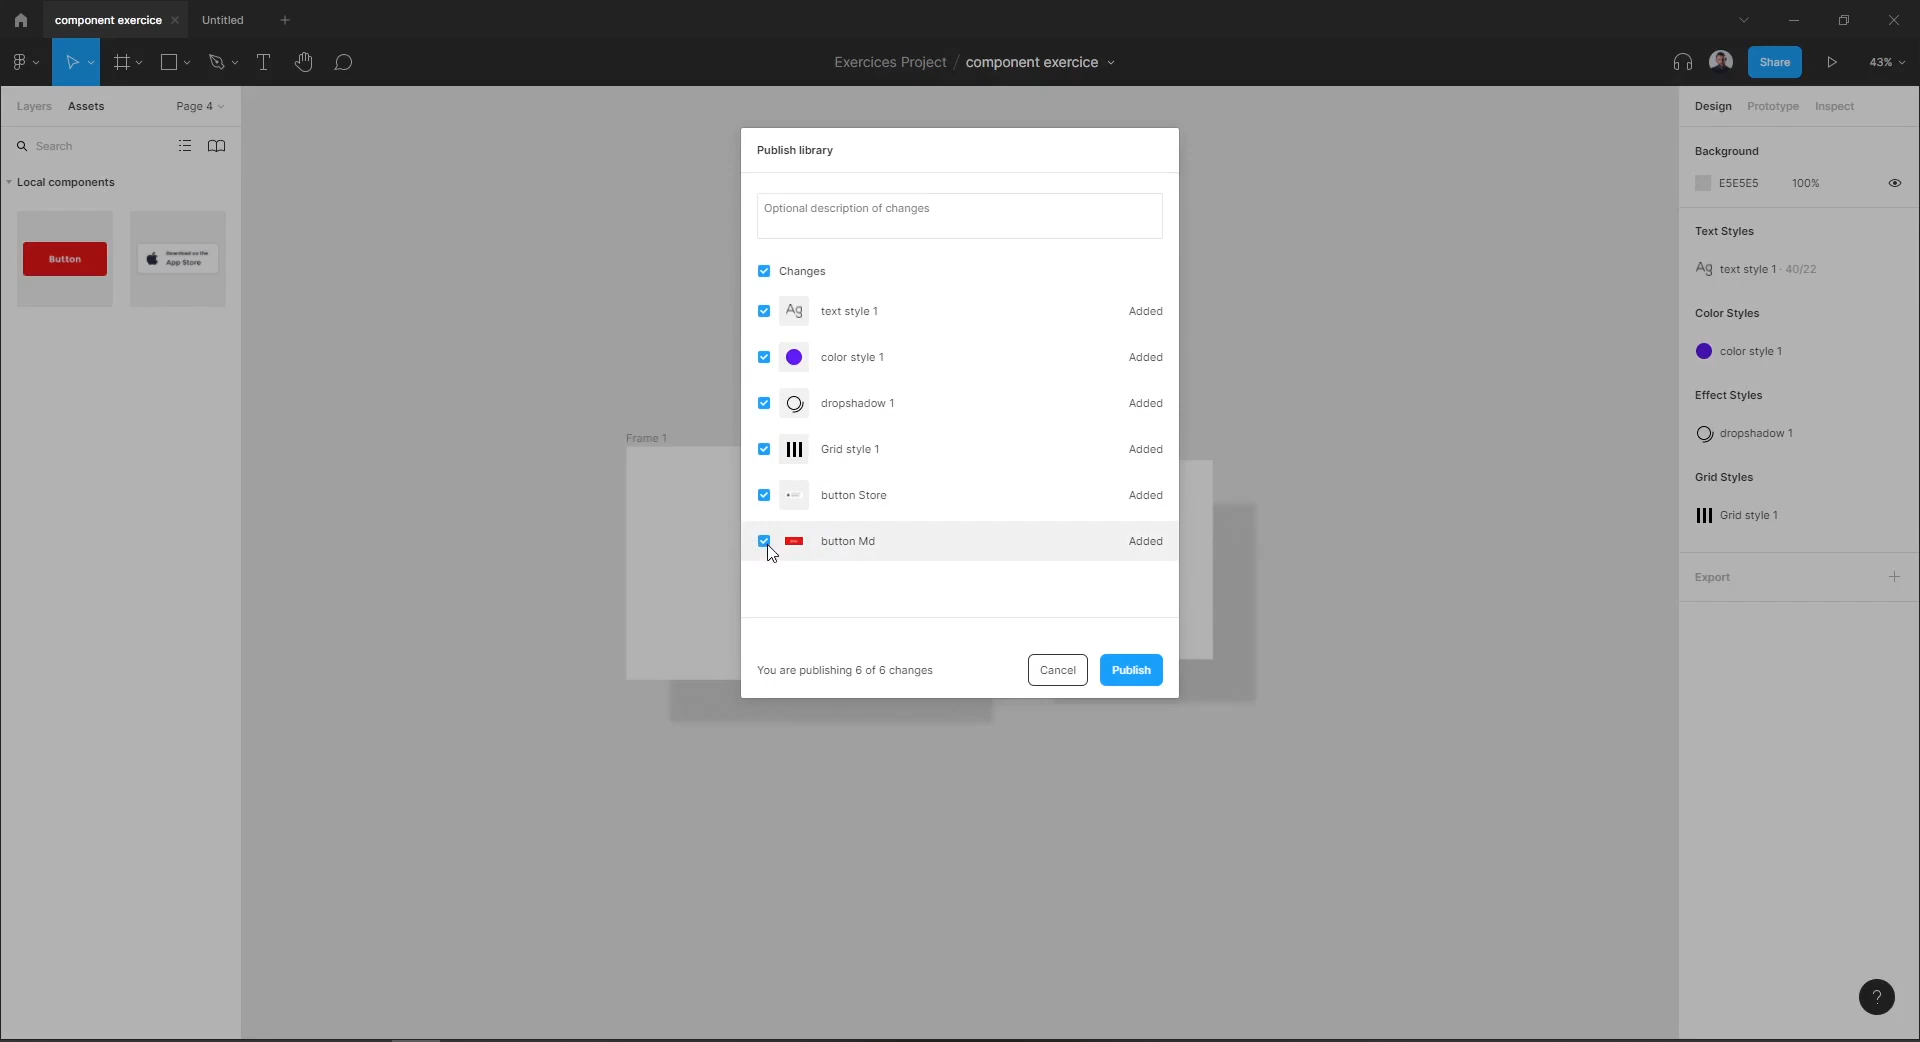 component exercice
Untitled
Exercices Project / component exercice
Share
43%
Layers
Assets
Page 4
Search
Local components
Button
Download on the
App Store
Frame 1
Publish library
Optional description of changes
Changes
Ag text style 1 Added
color style 1 Added
dropshadow 1 Added
Grid style 1 Added
button Store Added
button Md Added
You are publishing 6 of 6 changes
Cancel
Publish
Design
Prototype
Inspect
Background
E5E5E5 100%
Text Styles
Ag text style 1 · 40/22
Color Styles
color style 1
Effect Styles
dropshadow 1
Grid Styles
Grid style 1
Export
?